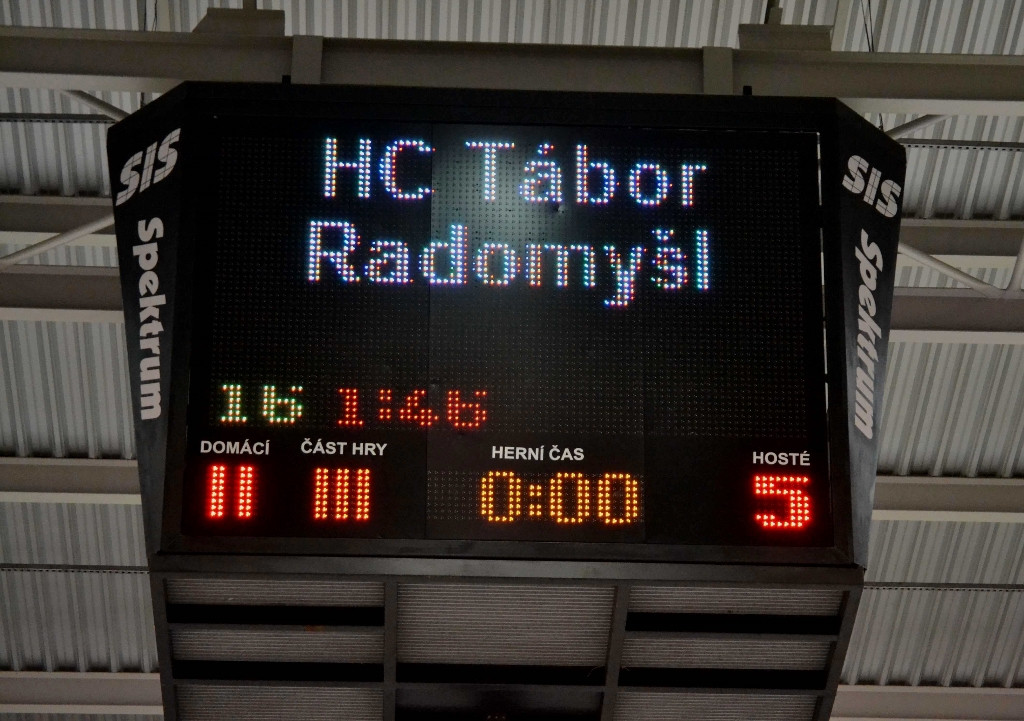 HC Tábor
Radomyšl
SIS
Spektrum
SIS
Spektrum
16 1:46
DOMÁCÍ ČÁST HRY HERNÍ ČAS HOSTÉ
11 III 0:00 5